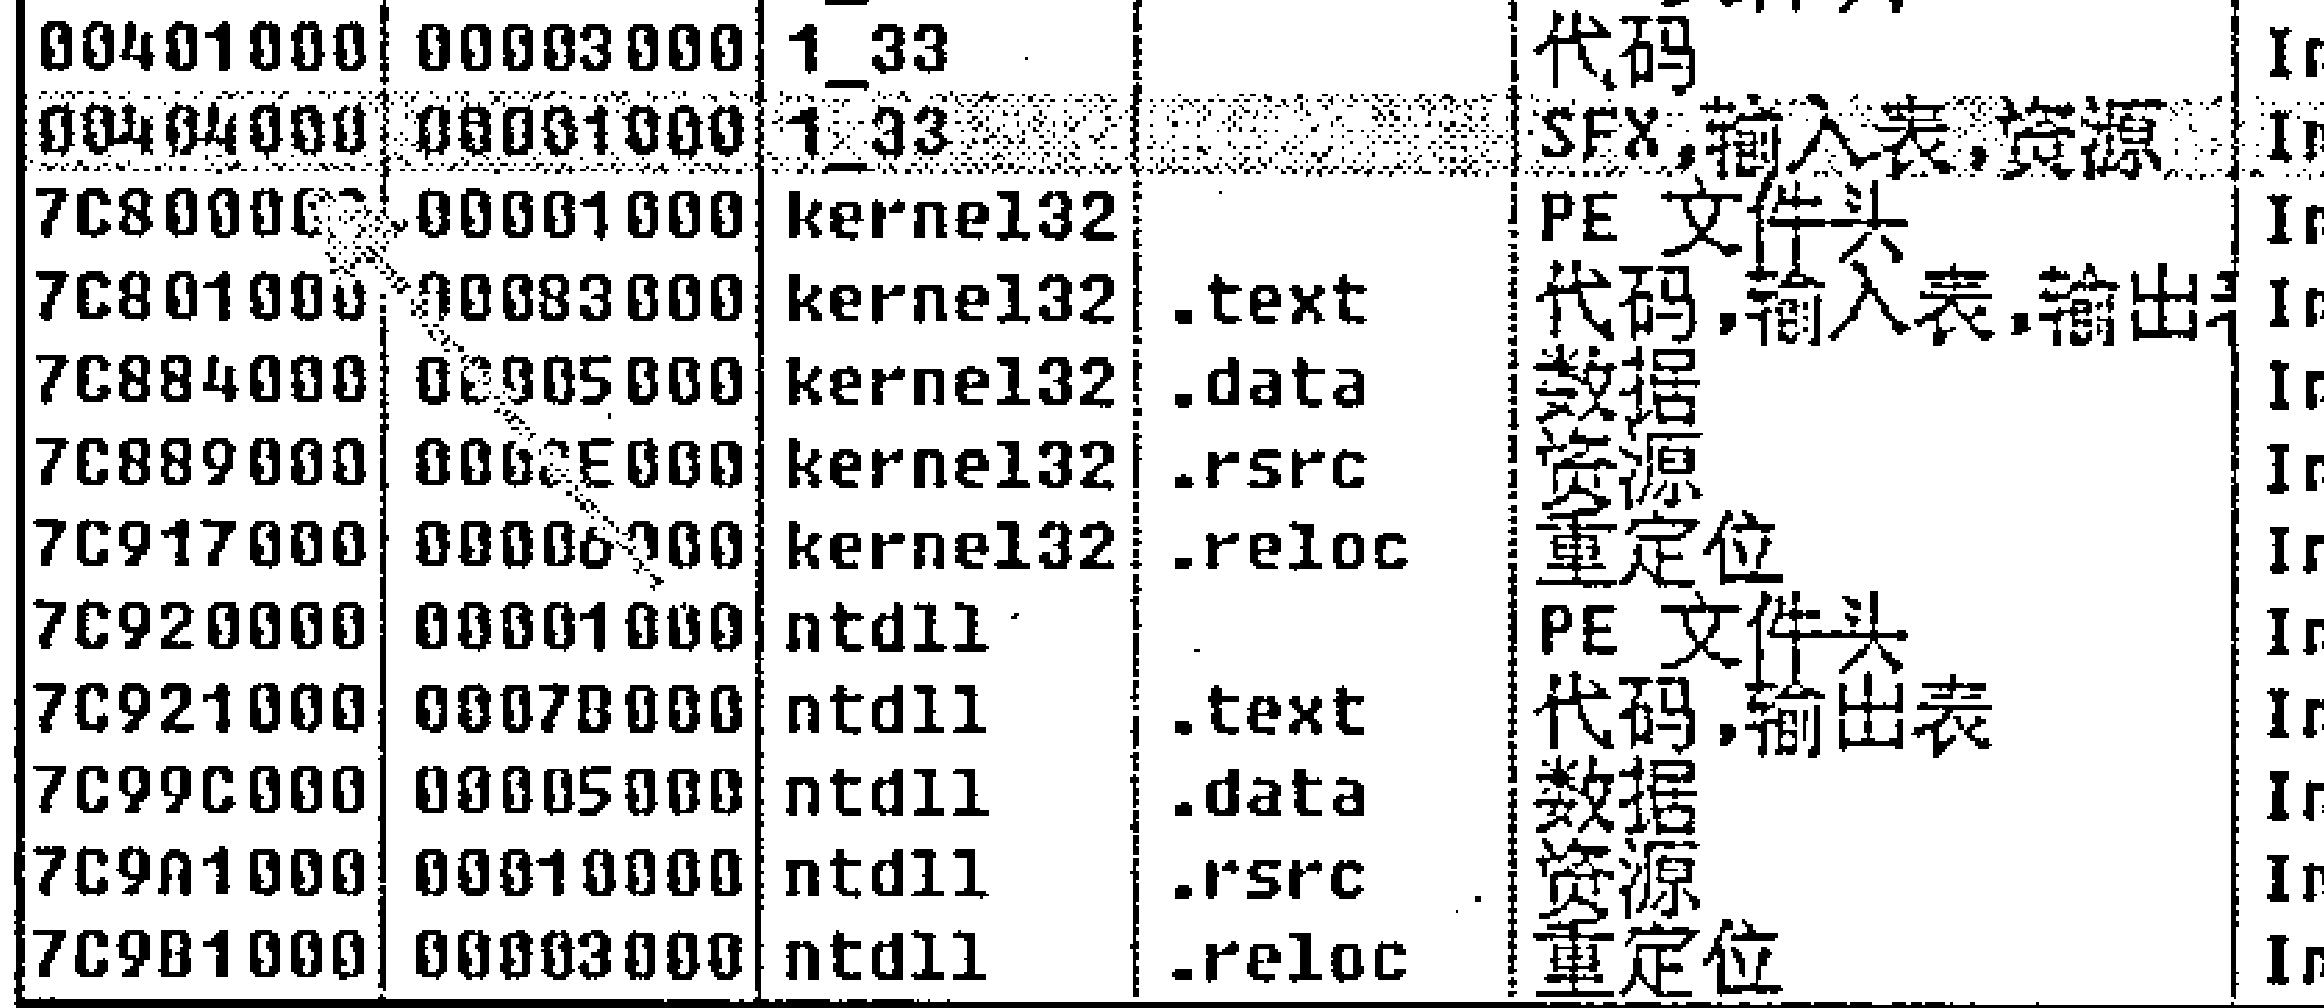 00401000 00003000 1_33 代码
00404000 00001000 1_33 SFX,输入表,资源
7C800000 00001000 kernel32 PE 文件头
7C801000 00083000 kernel32 .text 代码,输入表,输出
7C884000 00005000 kernel32 .data 数据
7C889000 0008E000 kernel32 .rsrc 资源
7C917000 00006000 kernel32 .reloc 重定位
7C920000 00001000 ntdll PE 文件头
7C921000 0007B000 ntdll .text 代码,输出表
7C99C000 00005000 ntdll .data 数据
7C9A1000 00010000 ntdll .rsrc 资源
7C9B1000 00003000 ntdll .reloc 重定位